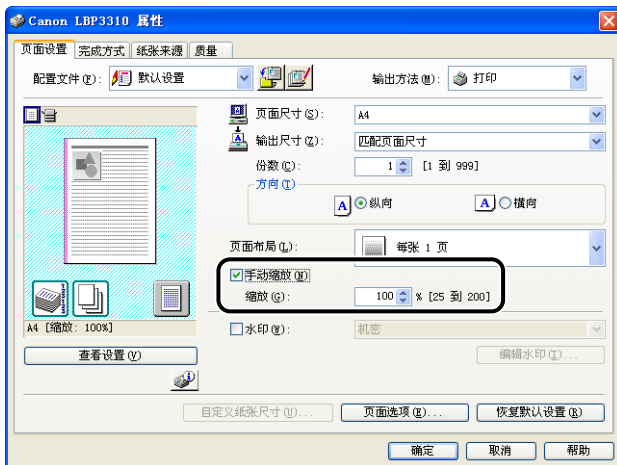 Canon LBP3310 属性
页面设置 完成方式 纸张来源 质量
配置文件(F): 默认设置 输出方法(M): 打印
页面尺寸(S): A4
输出尺寸(Z): 匹配页面尺寸
份数(C): 1 [1 到 999]
方向(T)
A 纵向 A 横向
页面布局(L): 每张 1 页
手动缩放(N)
缩放(G): 100 % [25 到 200]
A4 [缩放: 100%]
水印(W): 机密
查看设置(V) 编辑水印(I)...
自定义纸张尺寸(U)... 页面选项(E)... 恢复默认设置(R)
确定 取消 帮助